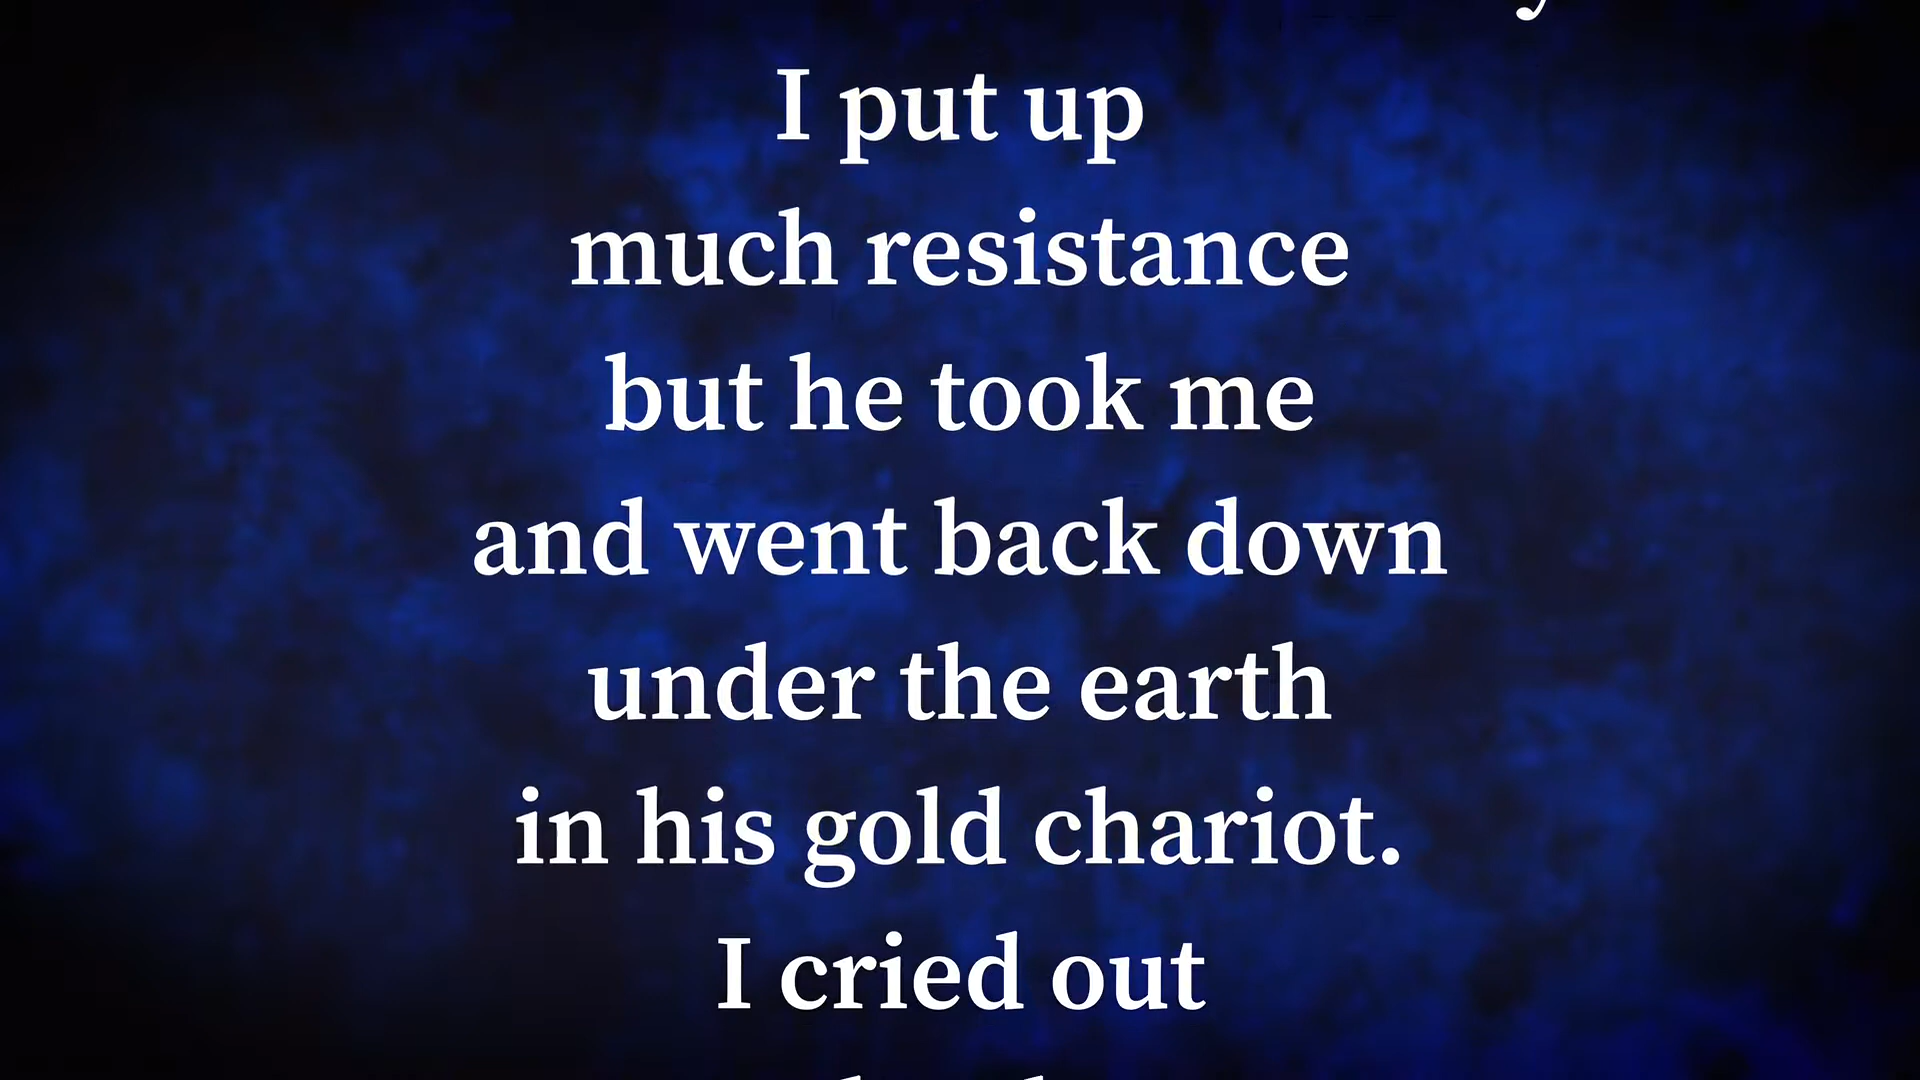 I put up
much resistance
but he took me
and went back down
under the earth
in his gold chariot.
I cried out